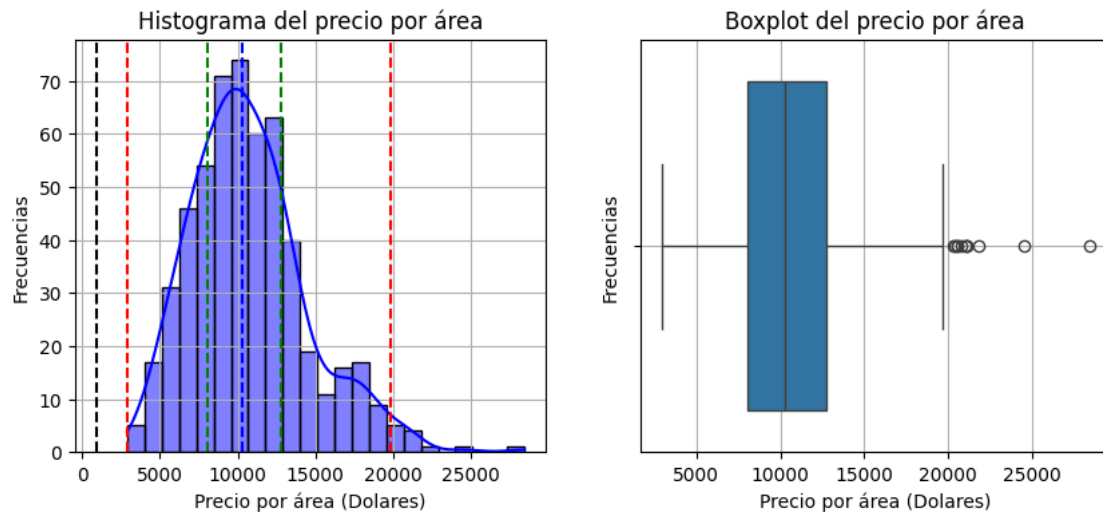 Histograma del precio por área
70
60
50
40
30
20
10
0
Frecuencias
0 5000 10000 15000 20000 25000
Precio por área (Dolares)
Boxplot del precio por área
Frecuencias
5000 10000 15000 20000 25000
Precio por área (Dolares)